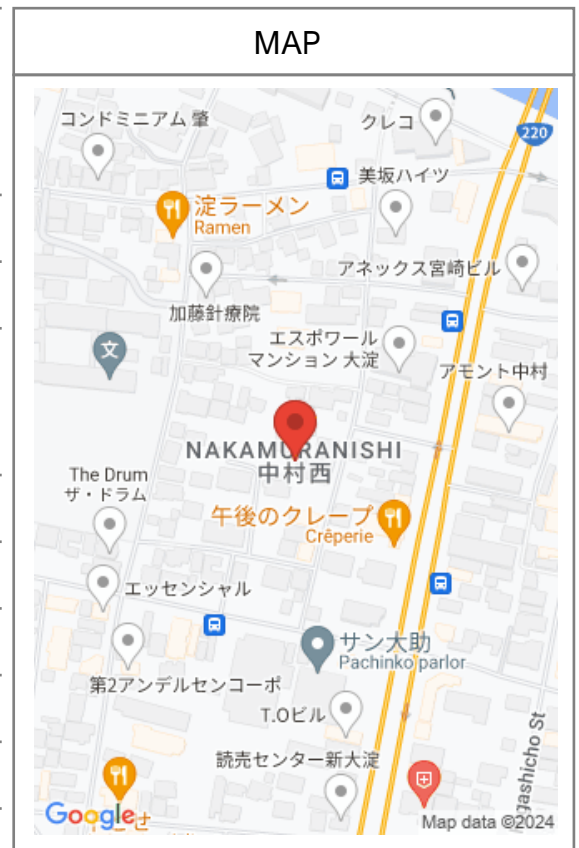 MAP
コンドミニアム 肇
クレコ
220
美坂ハイツ
淀ラーメン
Ramen
アネックス宮崎ビル
加藤針療院
エスポワール
マンション 大淀
文
アモント中村
NAKAMURANISHI
中村西
The Drum
ザ・ドラム
午後のクレープ
Crêperie
エッセンシャル
サン大助
Pachinko parlor
第2アンデルセンコーポ
T.Oビル
読売センター新大淀
Google
Map data ©2024